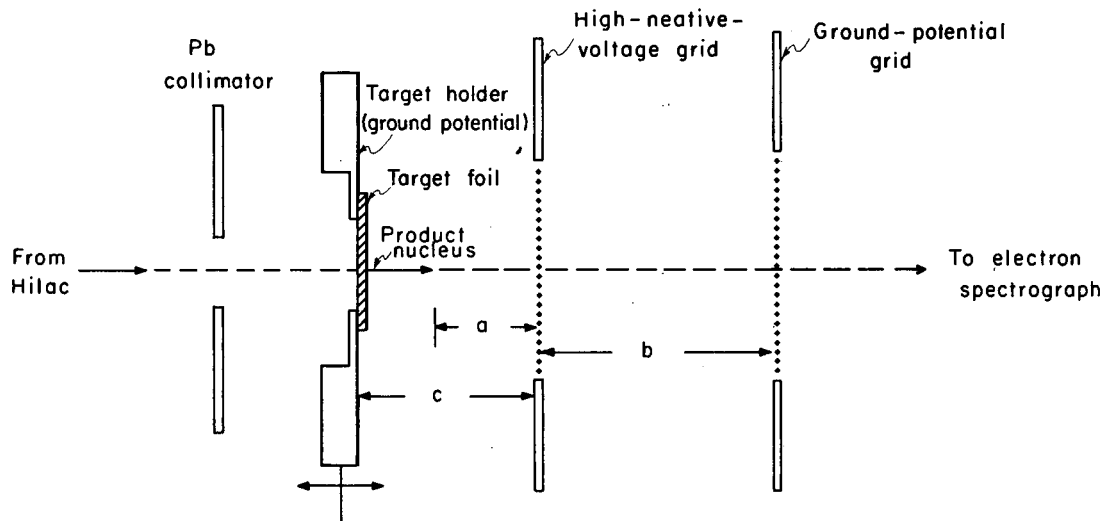 Pb
collimator
High-neative-
voltage grid
Ground-potential
grid
Target holder
(ground potential)
Target foil
Product
nucleus
From
Hilac
To electron
spectrograph
a
b
c